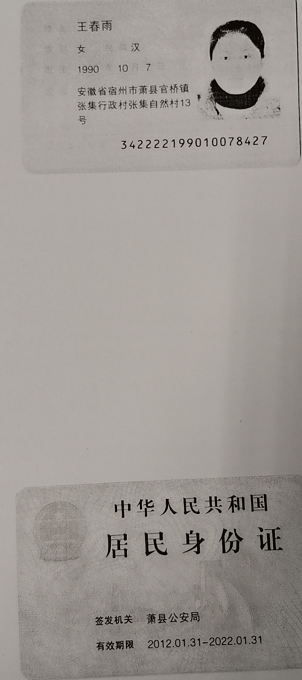 王春雨
女 汉
1990 10 7
安徽省宿州市萧县官桥镇
张集行政村张集自然村13
号
342222199010078427
中华人民共和国
居民身份证
签发机关 萧县公安局
有效期限 2012.01.31-2022.01.31